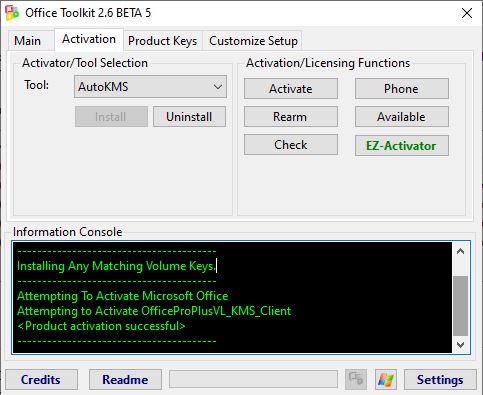 Office Toolkit 2.6 BETA 5
Main
Activation
Product Keys
Customize Setup
Activator/Tool Selection
Tool:
AutoKMS
Install
Uninstall
Activation/Licensing Functions
Activate
Phone
Rearm
Available
Check
EZ-Activator
Information Console
----------------------------------------
Installing Any Matching Volume Keys.
----------------------------------------
Attempting To Activate Microsoft Office
Attempting to Activate OfficeProPlusVL_KMS_Client
<Product activation successful>
----------------------------------------
Credits
Readme
Settings